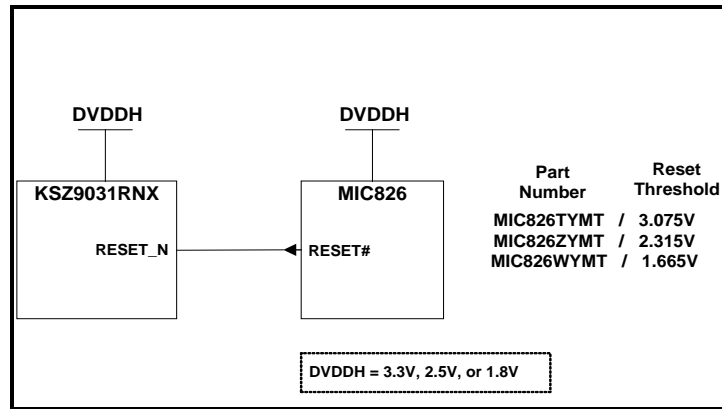 DVDDH
DVDDH
KSZ9031RNX
MIC826
RESET_N
RESET#
Part Number
Reset Threshold
MIC826TYMT / 3.075V
MIC826ZYMT / 2.315V
MIC826WYMT / 1.665V
DVDDH = 3.3V, 2.5V, or 1.8V